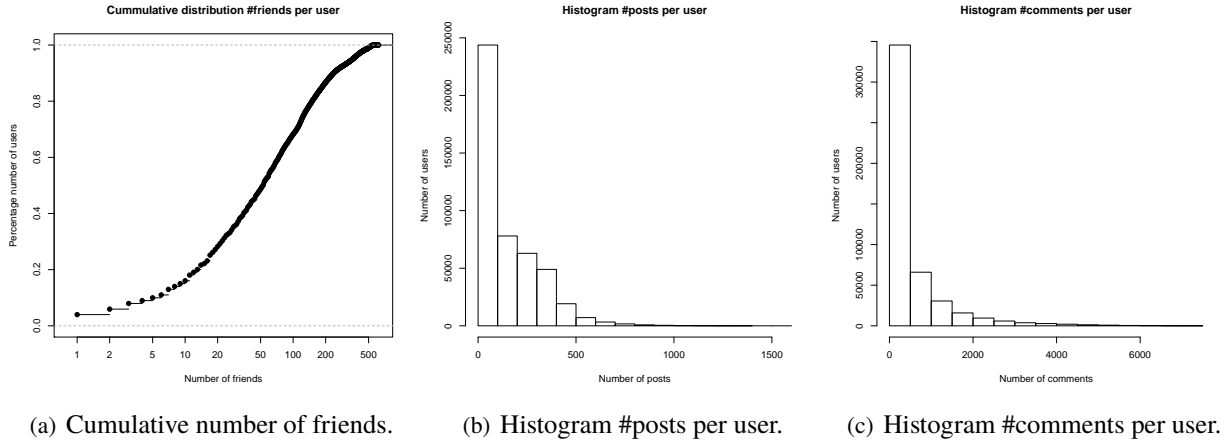 Cummulative distribution #friends per user
Percentage number of users
0.0 0.2 0.4 0.6 0.8 1.0
1 2 5 10 20 50 100 200 500
Number of friends
Histogram #posts per user
Number of users
0 50000 100000 150000 200000 250000
0 500 1000 1500
Number of posts
Histogram #comments per user
Number of users
0 50000 100000 200000 300000
0 2000 4000 6000
Number of comments
(a) Cumulative number of friends.
(b) Histogram #posts per user.
(c) Histogram #comments per user.